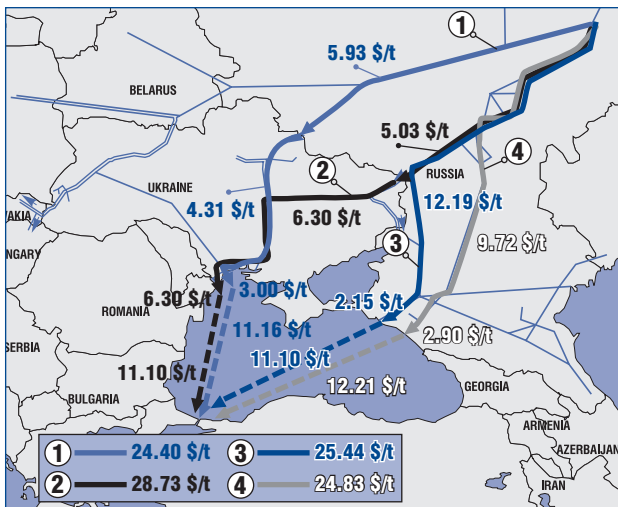 1
5.93 $/t
BELARUS
5.03 $/t
4
2
RUSSIA
UKRAINE
4.31 $/t
6.30 $/t
12.19 $/t
AKIA
3
9.72 $/t
NGARY
6.30 $/t
3.00 $/t
2.15 $/t
ROMANIA
11.16 $/t
2.90 $/t
SERBIA
11.10 $/t
11.10 $/t
12.21 $/t
GEORGIA
BULGARIA
ARMENIA
1 24.40 $/t 3 25.44 $/t
AZERBAIJAN
2 28.73 $/t 4 24.83 $/t
IRAN